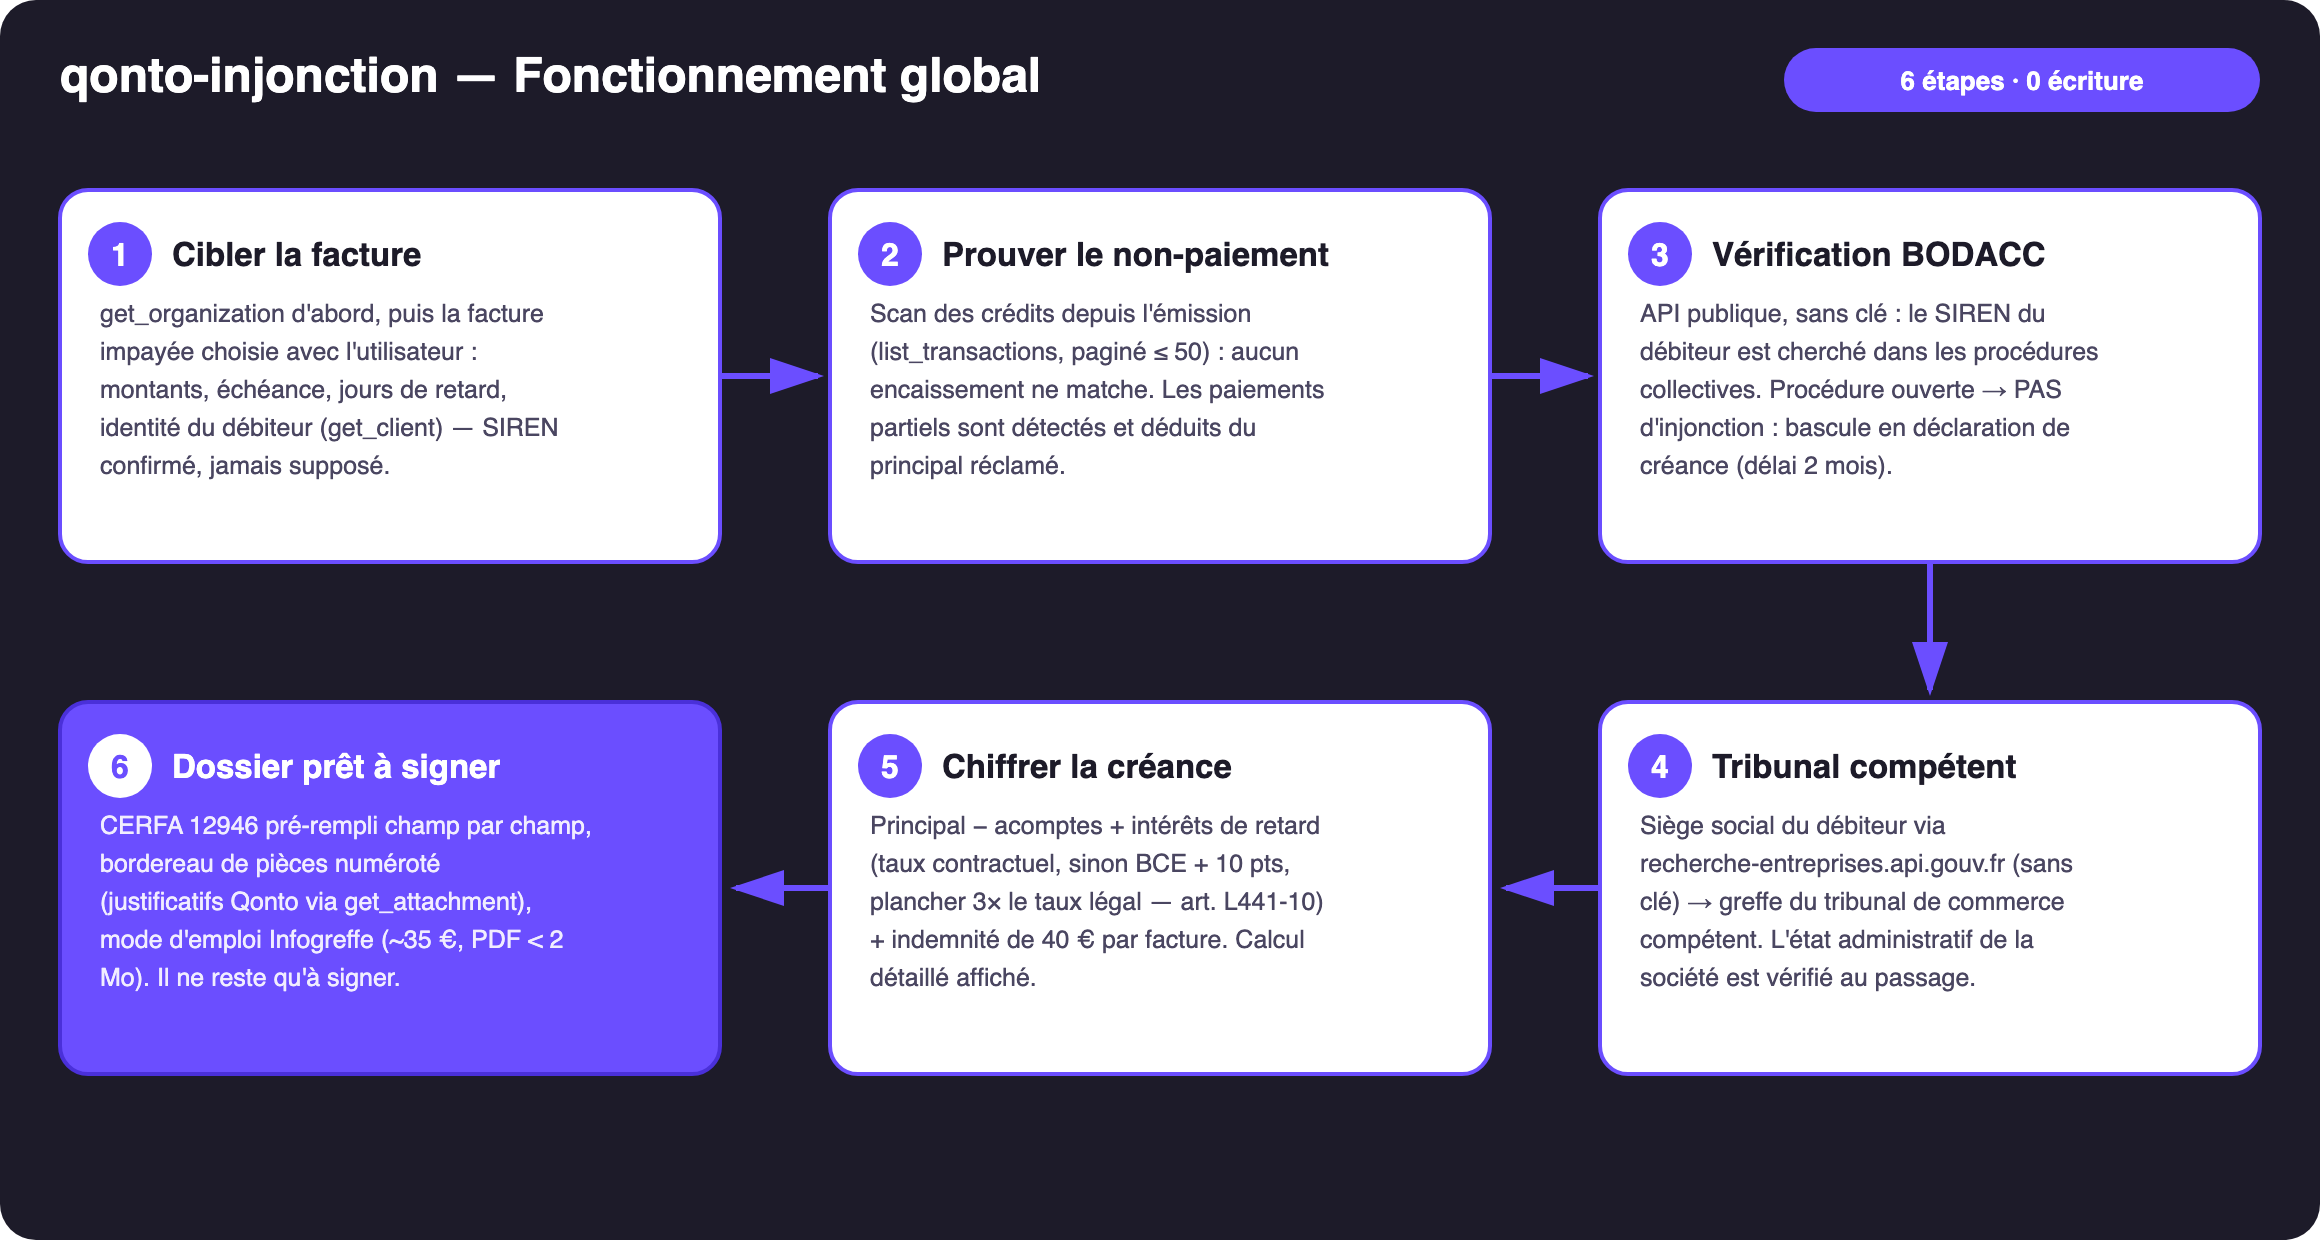 qonto-injonction — Fonctionnement global
6 étapes · 0 écriture
1
Cibler la facture
get_organization d'abord, puis la facture
impayée choisie avec l'utilisateur :
montants, échéance, jours de retard,
identité du débiteur (get_client) — SIREN
confirmé, jamais supposé.
2
Prouver le non-paiement
Scan des crédits depuis l'émission
(list_transactions, paginé ≤ 50) : aucun
encaissement ne matche. Les paiements
partiels sont détectés et déduits du
principal réclamé.
3
Vérification BODACC
API publique, sans clé : le SIREN du
débiteur est cherché dans les procédures
collectives. Procédure ouverte → PAS
d'injonction : bascule en déclaration de
créance (délai 2 mois).
4
Tribunal compétent
Siège social du débiteur via
recherche-entreprises.api.gouv.fr (sans
clé) → greffe du tribunal de commerce
compétent. L'état administratif de la
société est vérifié au passage.
5
Chiffrer la créance
Principal − acomptes + intérêts de retard
(taux contractuel, sinon BCE + 10 pts,
plancher 3× le taux légal — art. L441-10)
+ indemnité de 40 € par facture. Calcul
détaillé affiché.
6
Dossier prêt à signer
CERFA 12946 pré-rempli champ par champ,
bordereau de pièces numéroté
(justificatifs Qonto via get_attachment),
mode d'emploi Infogreffe (~35 €, PDF < 2
Mo). Il ne reste qu'à signer.